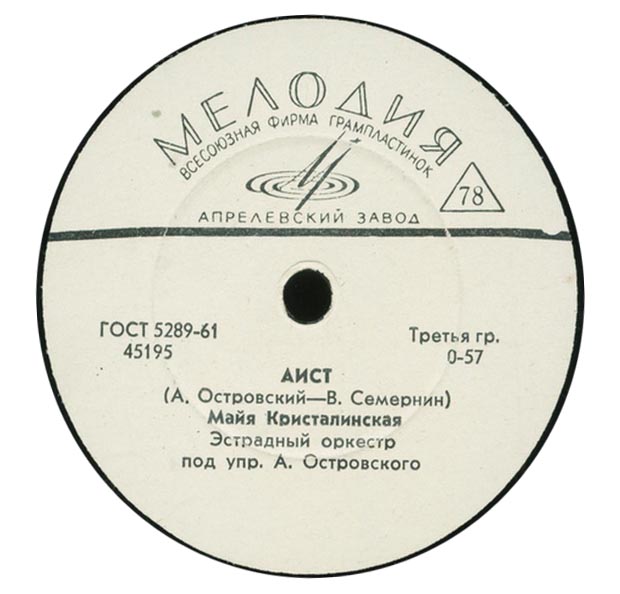 МЕЛОДИЯ
ВСЕСОЮЗНАЯ ФИРМА ГРАМПЛАСТИНОК
78
АПРЕЛЕВСКИЙ ЗАВОД
ГОСТ 5289-61
45195
Третья гр.
0-57
АИСТ
(А. Островский—В. Семернин)
Майя Кристалинская
Эстрадный оркестр
под упр. А. Островского